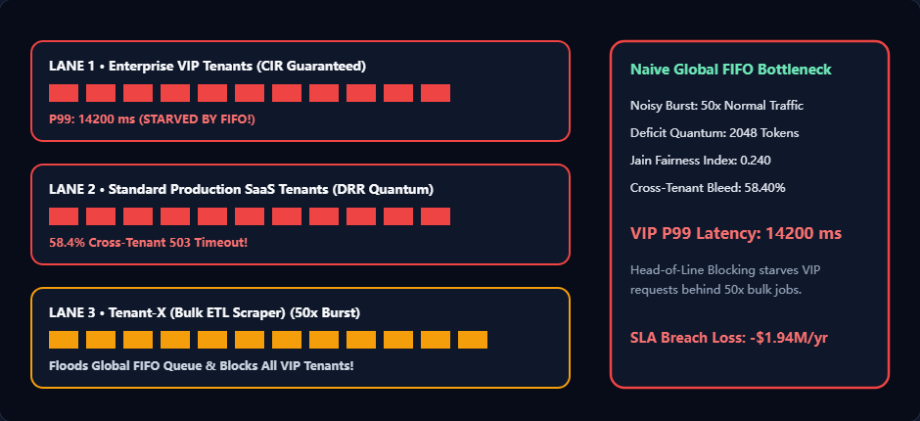 LANE 1 • Enterprise VIP Tenants (CIR Guaranteed)
P99: 14200 ms (STARVED BY FIFO!)
LANE 2 • Standard Production SaaS Tenants (DRR Quantum)
58.4% Cross-Tenant 503 Timeout!
LANE 3 • Tenant-X (Bulk ETL Scraper) (50x Burst)
Floods Global FIFO Queue & Blocks All VIP Tenants!
Naive Global FIFO Bottleneck
Noisy Burst: 50x Normal Traffic
Deficit Quantum: 2048 Tokens
Jain Fairness Index: 0.240
Cross-Tenant Bleed: 58.40%
VIP P99 Latency: 14200 ms
Head-of-Line Blocking starves VIP
requests behind 50x bulk jobs.
SLA Breach Loss: -$1.94M/yr